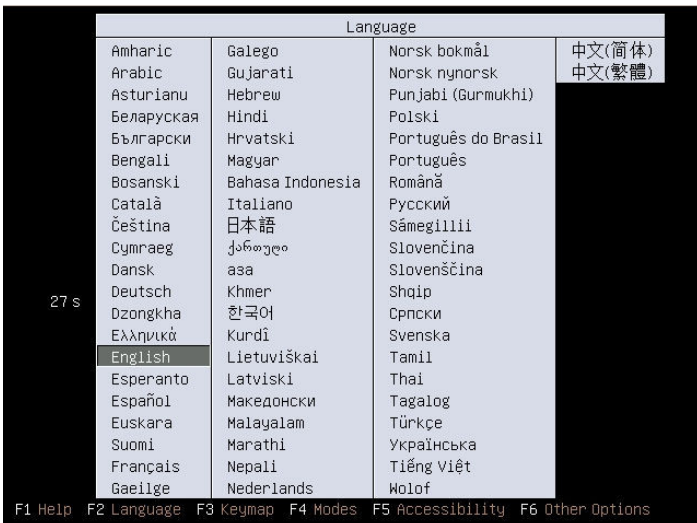 Language
Amharic
Arabic
Asturianu
Беларуская
Български
Bengali
Bosanski
Català
Čeština
Cymraeg
Dansk
Deutsch
Dzongkha
Ελληνικά
English
Esperanto
Español
Euskara
Suomi
Français
Gaeilge
Galego
Gujarati
Hebrew
Hindi
Hrvatski
Magyar
Bahasa Indonesia
Italiano
日本語
ქართული
аза
Khmer
한국어
Kurdî
Lietuviškai
Latviski
Македонски
Malayalam
Marathi
Nepali
Nederlands
Norsk bokmål
Norsk nynorsk
Punjabi (Gurmukhi)
Polski
Português do Brasil
Português
Română
Русский
Sámegillii
Slovenčina
Slovenščina
Shqip
Српски
Svenska
Tamil
Thai
Tagalog
Türkçe
Українська
Tiếng Việt
Wolof
中文(简体)
中文(繁體)
27 s
F1 Help F2 Language F3 Keymap F4 Modes F5 Accessibility F6 Other Options